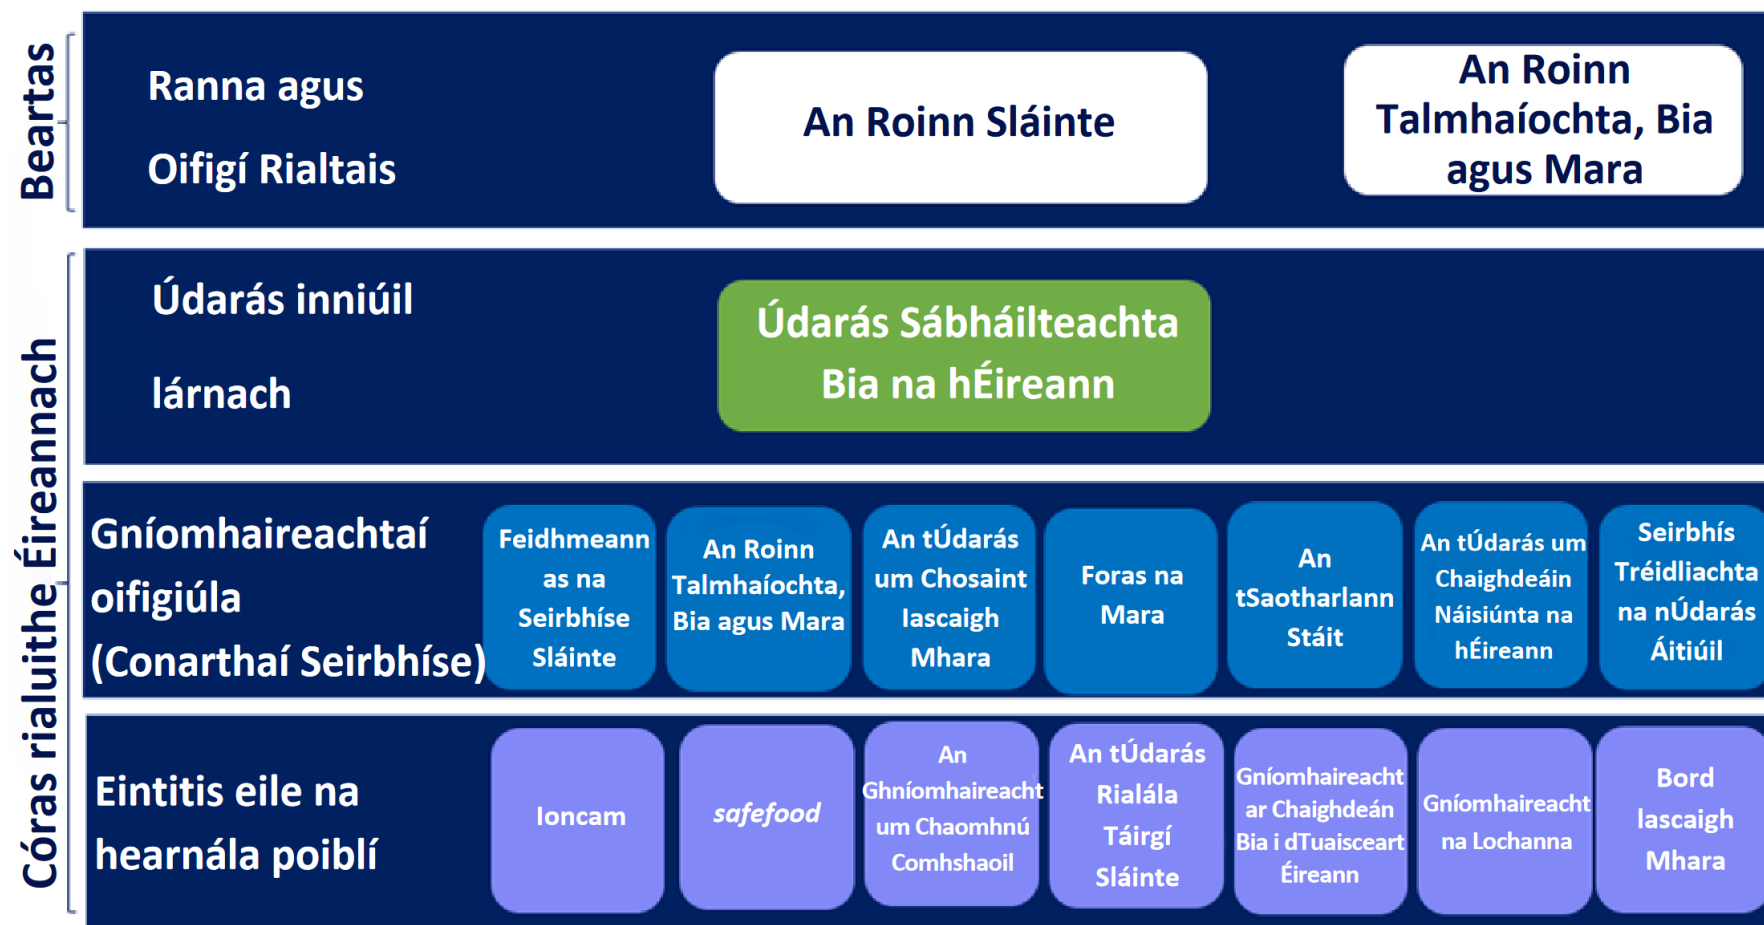 Beartas
Ranna agus
Oifigí Rialtais
An Roinn Sláinte
An Roinn
Talmhaíochta, Bia
agus Mara
Córas rialuithe Éireannach
Údarás inniúil
lárnach
Údarás Sábháilteachta
Bia na hÉireann
Gníomhaireachtaí
oifigiúla
(Conarthaí Seirbhíse)
Feidhmeann
as na
Seirbhíse
Sláinte
An Roinn
Talmhaíochta,
Bia agus Mara
An tÚdarás
um Chosaint
Iascaigh
Mhara
Foras na
Mara
An
tSaotharlann
Stáit
An tÚdarás um
Chaighdeáin
Náisiúnta na
hÉireann
Seirbhís
Tréidliachta
na nÚdarás
Áitiúil
Eintitis eile na
hearnála poiblí
Ioncam
safefood
An
Ghníomhaireacht
um Chaomhnú
Comhshaoil
An tÚdarás
Rialála
Táirgí
Sláinte
Gníomhaireacht
ar Chaighdeán
Bia i dTuaisceart
Éireann
Gníomhaireacht
na Lochanna
Bord
Iascaigh
Mhara